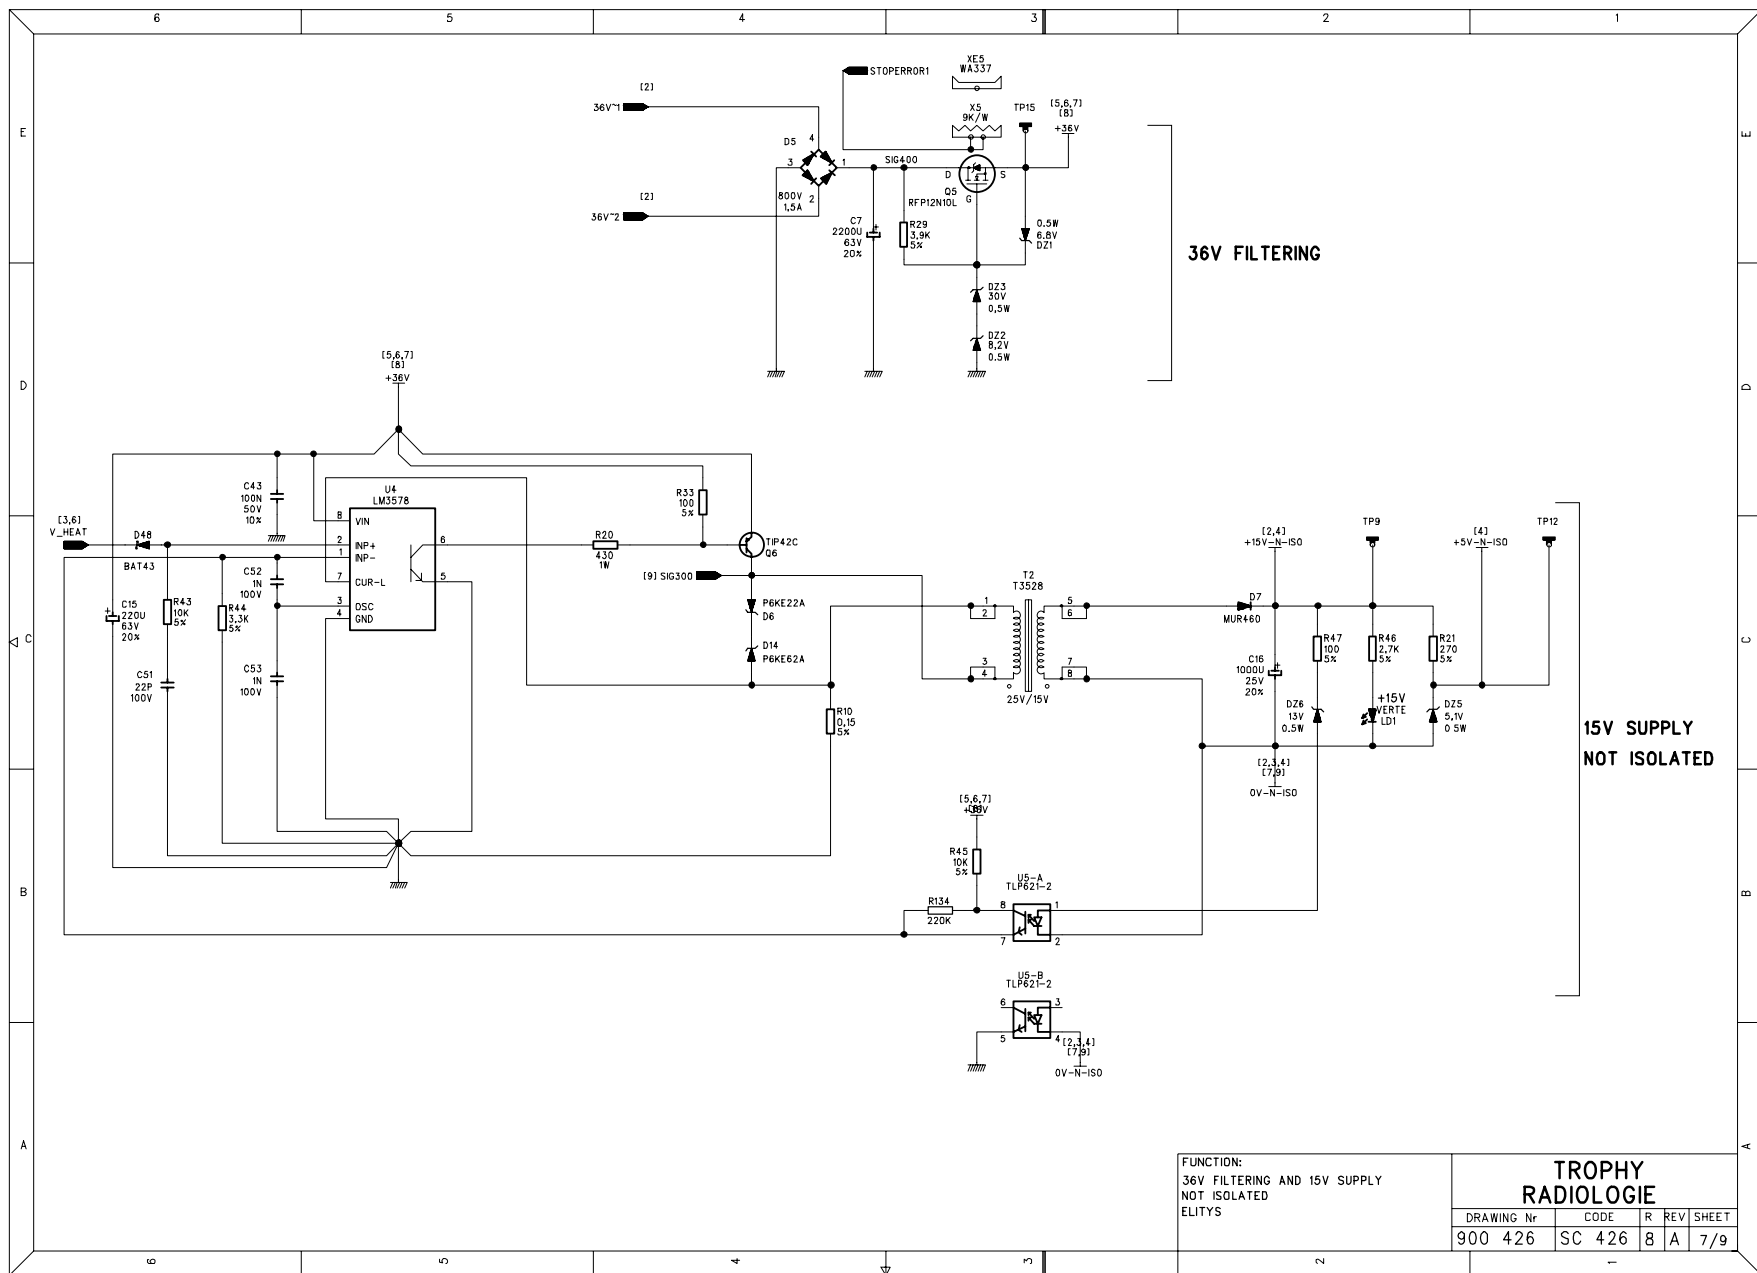 6 5 4 3 2 1
E
E
STOPERROR1
XE5
WA337
[2]
36V~1
X5
9K/W
TP15
[5,6,7]
[8]
+36V
D5
4
3
1
2
800V
1,5A
SIG400
D
S
Q5
G
RFP12N10L
[2]
36V~2
C7
2200U
63V
20%
R29
3,9K
5%
0.5W
6.8V
DZ1
36V FILTERING
DZ3
30V
0,5W
DZ2
8,2V
0.5W
D
D
[5,6,7]
[8]
+36V
C43
100N
50V
10%
U4
LM3578
8 VIN
2 INP+
1 INP-
7 CUR-L
3 OSC
4 GND
6
5
R33
100
5%
[3,6]
V_HEAT
D48
BAT43
R20
430
1W
TIP42C
Q6
[9] SIG300
C52
1N
100V
C15
220U
63V
20%
R43
10K
5%
R44
3,3K
5%
P6KE22A
D6
D14
P6KE62A
C51
22P
100V
C53
1N
100V
R10
0,15
5%
T2
T3528
1
2
3
4
5
6
7
8
25V/15V
[2,4]
+15V-N-ISO
TP9
[4]
+5V-N-ISO
TP12
D7
MUR460
R47
100
5%
R46
2,7K
5%
R21
270
5%
C16
1000U
25V
20%
DZ6
13V
0.5W
+15V
VERTE
LD1
DZ5
5,1V
0 5W
[2,3,4]
[7,9]
0V-N-ISO
15V SUPPLY
NOT ISOLATED
C
C
[5,6,7]
[8]
+36V
R45
10K
5%
U5-A
TLP621-2
R134
220K
8
7
1
2
B
B
U5-B
TLP621-2
6
5
3
4
[2,3,4]
[7,9]
0V-N-ISO
A
A
FUNCTION:
36V FILTERING AND 15V SUPPLY
NOT ISOLATED
ELITYS
TROPHY
RADIOLOGIE
DRAWING Nr CODE R REV SHEET
900 426 SC 426 8 A 7/9
6 5 4 3 2 1